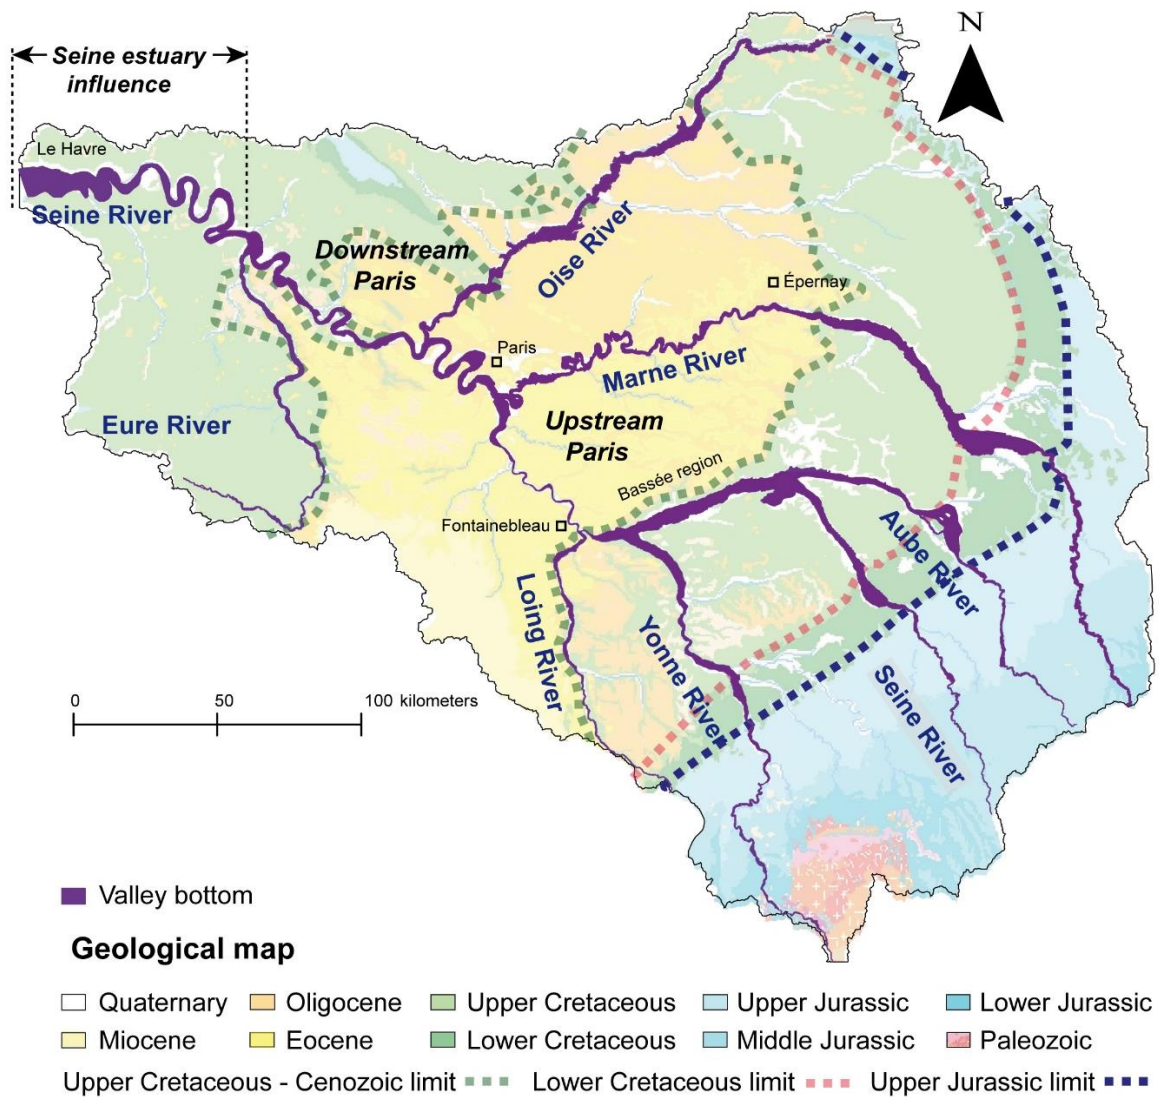 N
Seine estuary
influence
Le Havre
Seine River
Downstream
Paris
Oise River
Épernay
Paris
Marne River
Eure River
Upstream
Paris
Bassée region
Fontainebleau
Aube River
Loing River
Yonne River
Seine River
0 50 100 kilometers
Valley bottom
Geological map
Quaternary Oligocene Upper Cretaceous Upper Jurassic Lower Jurassic
Miocene Eocene Lower Cretaceous Middle Jurassic Paleozoic
Upper Cretaceous - Cenozoic limit Lower Cretaceous limit Upper Jurassic limit